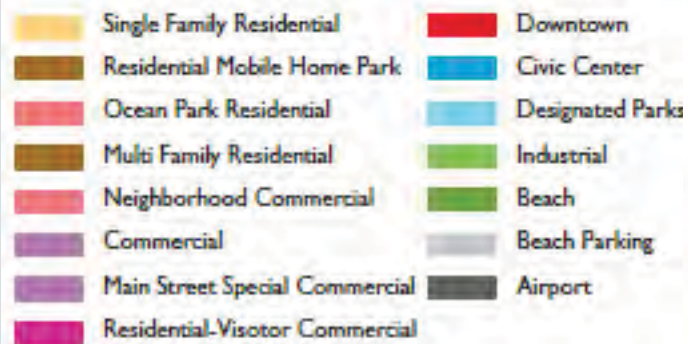 Single Family Residential
Residential Mobile Home Park
Ocean Park Residential
Multi Family Residential
Neighborhood Commercial
Commercial
Main Street Special Commercial
Residential-Visotor Commercial
Downtown
Civic Center
Designated Parks
Industrial
Beach
Beach Parking
Airport